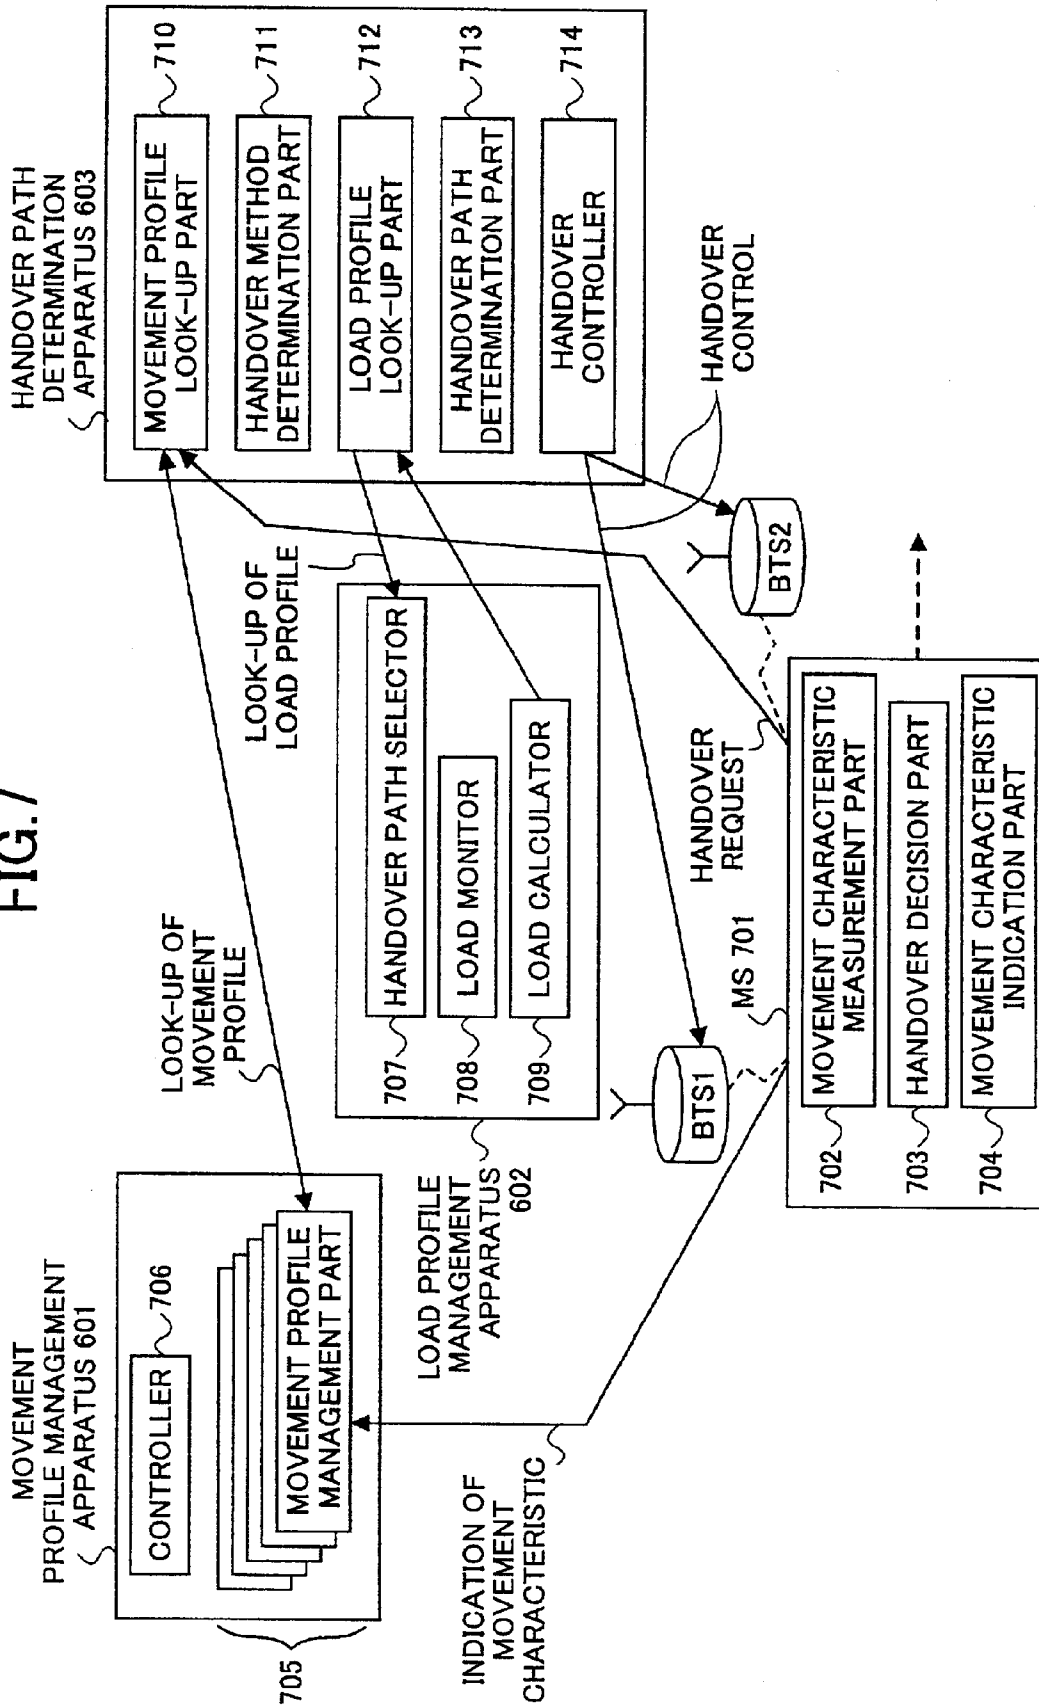 FIG.7
MOVEMENT
PROFILE MANAGEMENT
APPARATUS 601
CONTROLLER
706
MOVEMENT PROFILE
MANAGEMENT PART
705
LOOK-UP OF
MOVEMENT
PROFILE
HANDOVER PATH
DETERMINATION
APPARATUS 603
MOVEMENT PROFILE
LOOK-UP PART
710
HANDOVER METHOD
DETERMINATION PART
711
LOAD PROFILE
LOOK-UP PART
712
HANDOVER PATH
DETERMINATION PART
713
HANDOVER
CONTROLLER
714
LOOK-UP OF
LOAD PROFILE
707
HANDOVER PATH SELECTOR
708
LOAD MONITOR
709
LOAD CALCULATOR
LOAD PROFILE
MANAGEMENT
APPARATUS
602
INDICATION OF
MOVEMENT
CHARACTERISTIC
BTS1
MS 701
HANDOVER
REQUEST
BTS2
HANDOVER
CONTROL
702
MOVEMENT CHARACTERISTIC
MEASUREMENT PART
703
HANDOVER DECISION PART
704
MOVEMENT CHARACTERISTIC
INDICATION PART